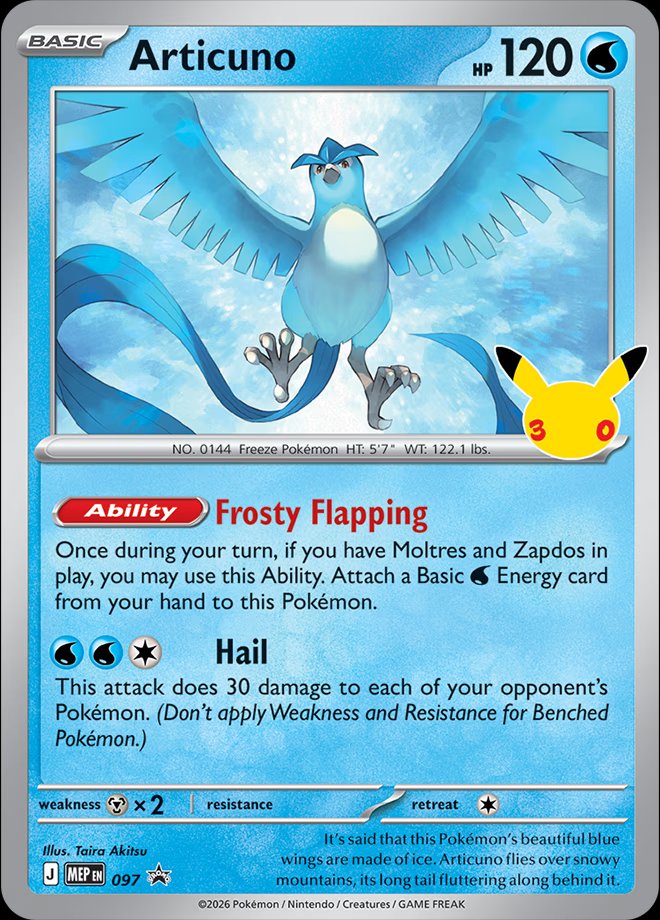 BASIC
Articuno
HP 120
30
NO. 0144 Freeze Pokémon HT: 5'7" WT: 122.1 lbs.
Ability Frosty Flapping
Once during your turn, if you have Moltres and Zapdos in
play, you may use this Ability. Attach a Basic Energy card
from your hand to this Pokémon.
Hail
This attack does 30 damage to each of your opponent's
Pokémon. (Don't apply Weakness and Resistance for Benched
Pokémon.)
weakness ×2 resistance retreat
Illus. Taira Akitsu
J MEP EN 097 PROMO
It's said that this Pokémon's beautiful blue
wings are made of ice. Articuno flies over snowy
mountains, its long tail fluttering along behind it.
©2026 Pokémon / Nintendo / Creatures / GAME FREAK